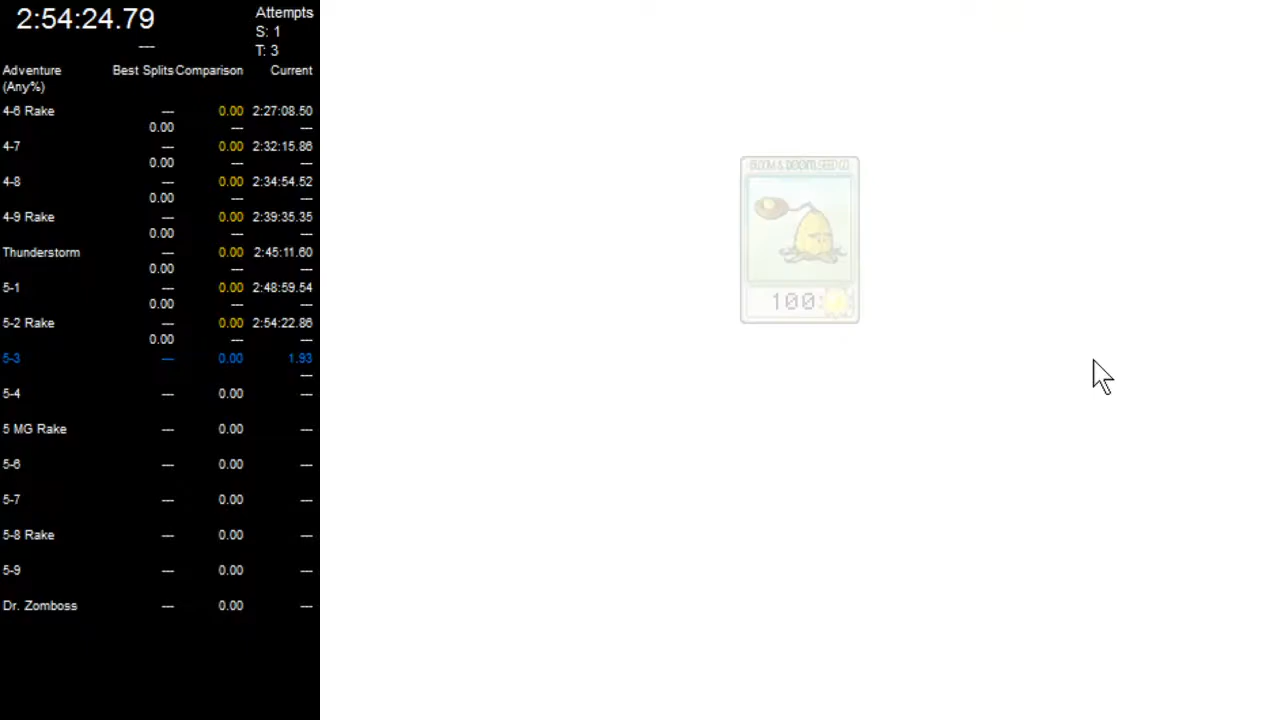 2:54:24.79
Attempts
S: 1
---
T: 3
Adventure (Any%) Best Splits Comparison Current
4-6 Rake --- 0.00 2:27:08.50
0.00 --- ---
4-7 --- 0.00 2:32:15.86
0.00 --- ---
4-8 --- 0.00 2:34:54.52
0.00 --- ---
4-9 Rake --- 0.00 2:39:35.35
0.00 --- ---
Thunderstorm --- 0.00 2:45:11.60
0.00 --- ---
5-1 --- 0.00 2:48:59.54
0.00 --- ---
5-2 Rake --- 0.00 2:54:22.86
0.00 --- ---
5-3 --- 0.00 1.93
---
5-4 --- 0.00 ---
5 MG Rake --- 0.00 ---
5-6 --- 0.00 ---
5-7 --- 0.00 ---
5-8 Rake --- 0.00 ---
5-9 --- 0.00 ---
Dr. Zomboss --- 0.00 ---
BLOOM & DOOM SEED CO
100